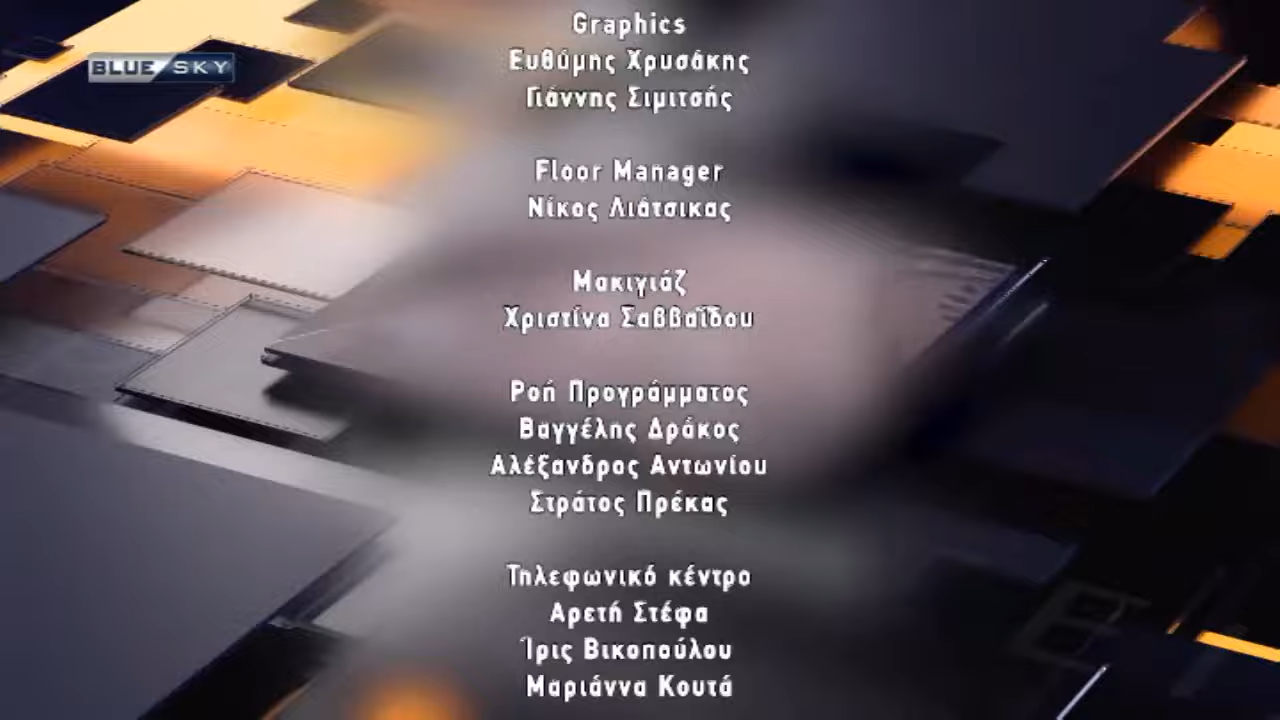 BLUE SKY
Graphics
Ευθύμης Χρυσάκης
Γιάννης Σιμιτσής
Floor Manager
Νίκος Λιάτσικας
Μακιγιάζ
Χριστίνα Σαββαΐδου
Ροή Προγράμματος
Βαγγέλης Δράκος
Αλέξανδρος Αντωνίου
Στράτος Πρέκας
Τηλεφωνικό κέντρο
Αρετή Στέφα
Ίρις Βικοπούλου
Μαριάννα Κουτά